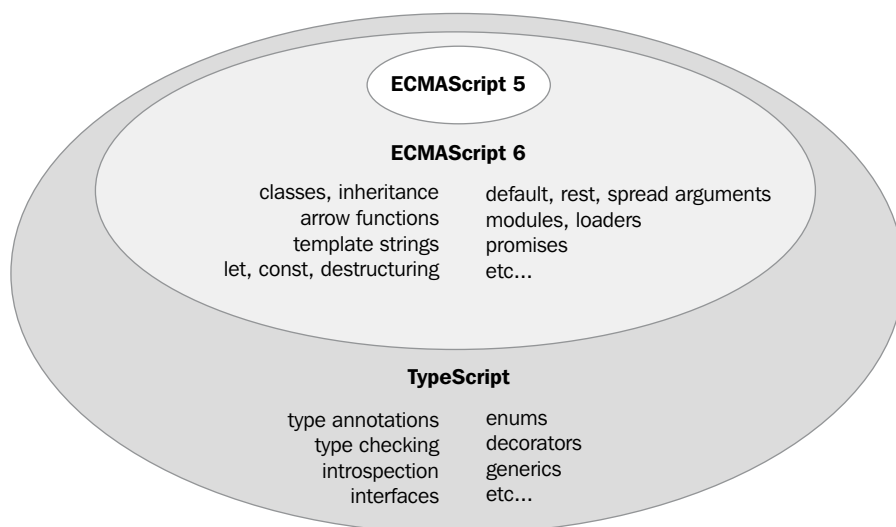 ECMAScript 5
ECMAScript 6
classes, inheritance
arrow functions
template strings
let, const, destructuring
default, rest, spread arguments
modules, loaders
promises
etc...
TypeScript
type annotations
type checking
introspection
interfaces
enums
decorators
generics
etc...